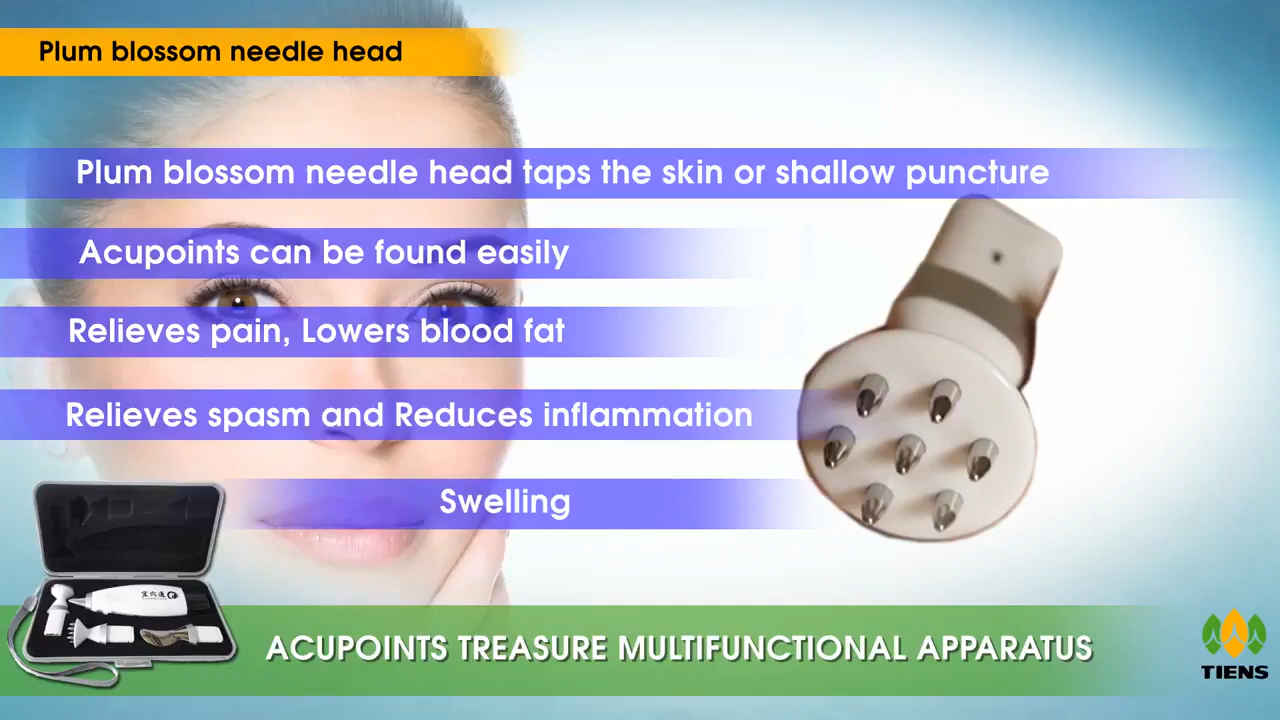 Plum blossom needle head
Plum blossom needle head taps the skin or shallow puncture
Acupoints can be found easily
Relieves pain, Lowers blood fat
Relieves spasm and Reduces inflammation
Swelling
ACUPOINTS TREASURE MULTIFUNCTIONAL APPARATUS
TIENS